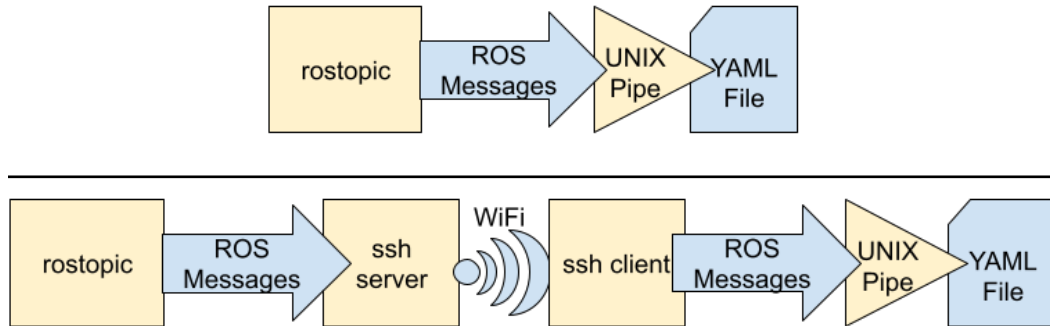 rostopic
ROS
Messages
UNIX
Pipe
YAML
File
rostopic
ROS
Messages
ssh
server
WiFi
ssh client
ROS
Messages
UNIX
Pipe
YAML
File